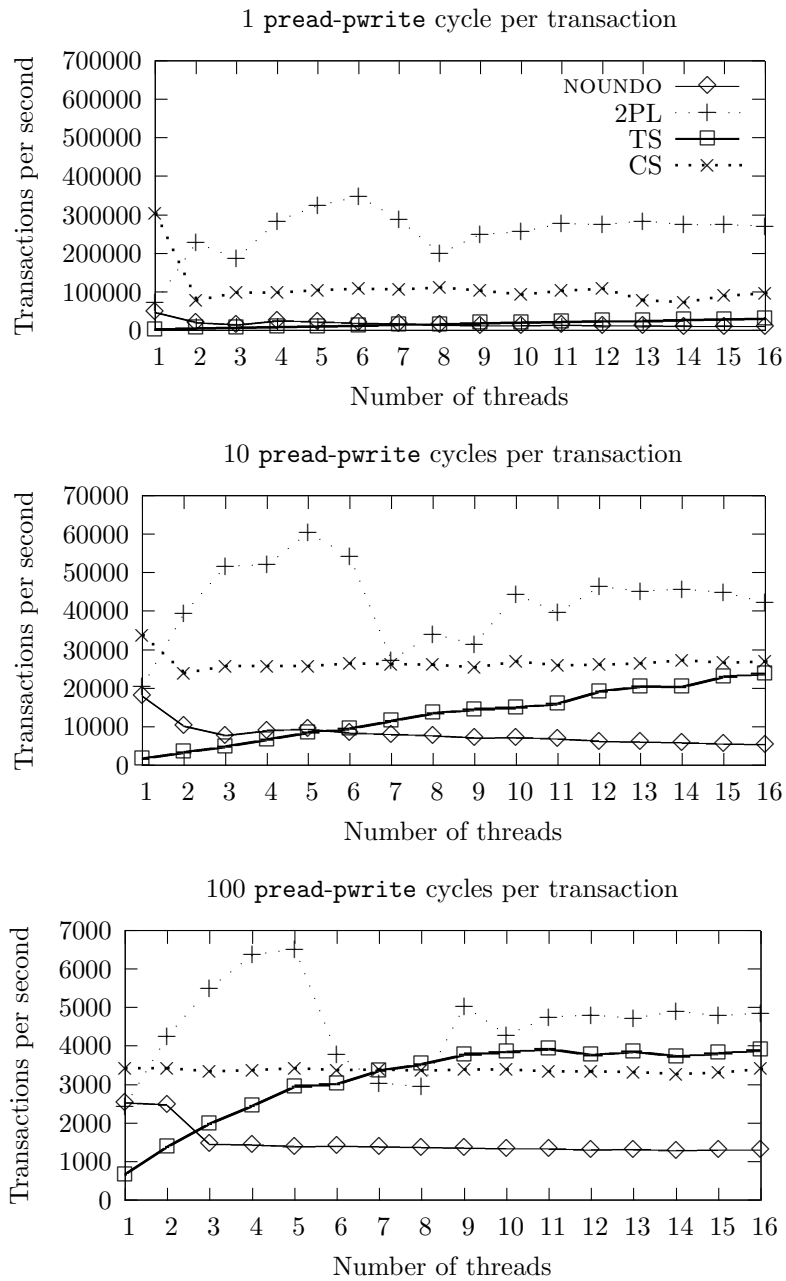 1 pread-pwrite cycle per transaction
Transactions per second
700000
600000
500000
400000
300000
200000
100000
0
NOUNDO
2PL
TS
CS
1 2 3 4 5 6 7 8 9 10 11 12 13 14 15 16
Number of threads
10 pread-pwrite cycles per transaction
Transactions per second
70000
60000
50000
40000
30000
20000
10000
0
1 2 3 4 5 6 7 8 9 10 11 12 13 14 15 16
Number of threads
100 pread-pwrite cycles per transaction
Transactions per second
7000
6000
5000
4000
3000
2000
1000
0
1 2 3 4 5 6 7 8 9 10 11 12 13 14 15 16
Number of threads